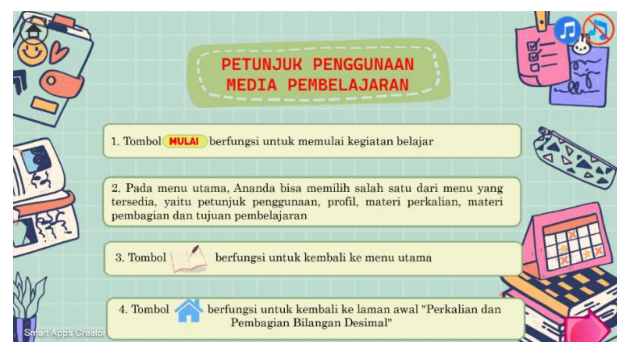 PETUNJUK PENGGUNAAN
MEDIA PEMBELAJARAN
1. Tombol MULAI berfungsi untuk memulai kegiatan belajar
2. Pada menu utama, Ananda bisa memilih salah satu dari menu yang
tersedia, yaitu petunjuk penggunaan, profil, materi perkalian, materi
pembagian dan tujuan pembelajaran
3. Tombol berfungsi untuk kembali ke menu utama
4. Tombol berfungsi untuk kembali ke laman awal "Perkalian dan
Pembagian Bilangan Desimal"
Smart Apps Creator